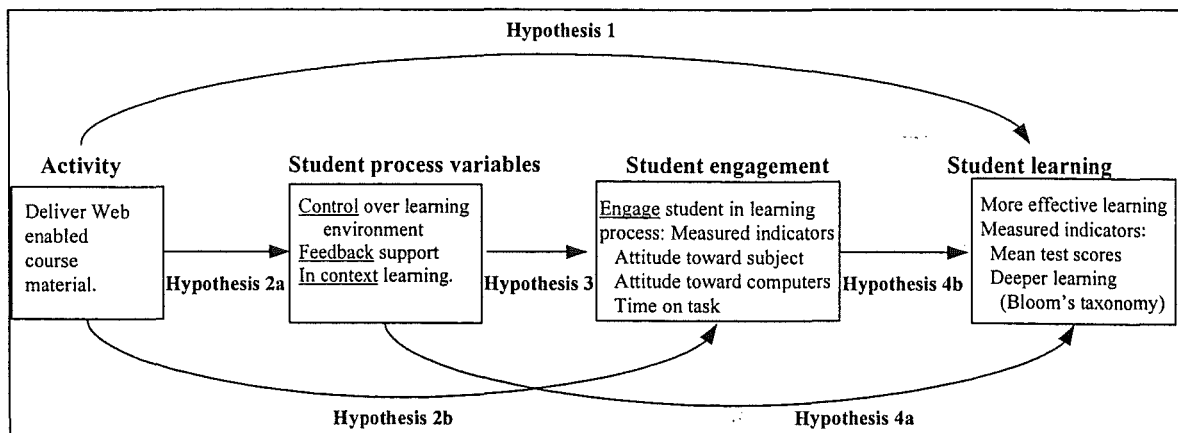 Hypothesis 1
Activity
Deliver Web
enabled
course
material.
Hypothesis 2a
Student process variables
Control over learning
environment
Feedback support
In context learning.
Hypothesis 3
Student engagement
Engage student in learning
process: Measured indicators
Attitude toward subject
Attitude toward computers
Time on task
Hypothesis 4b
Student learning
More effective learning
Measured indicators:
Mean test scores
Deeper learning
(Bloom's taxonomy)
Hypothesis 2b
Hypothesis 4a